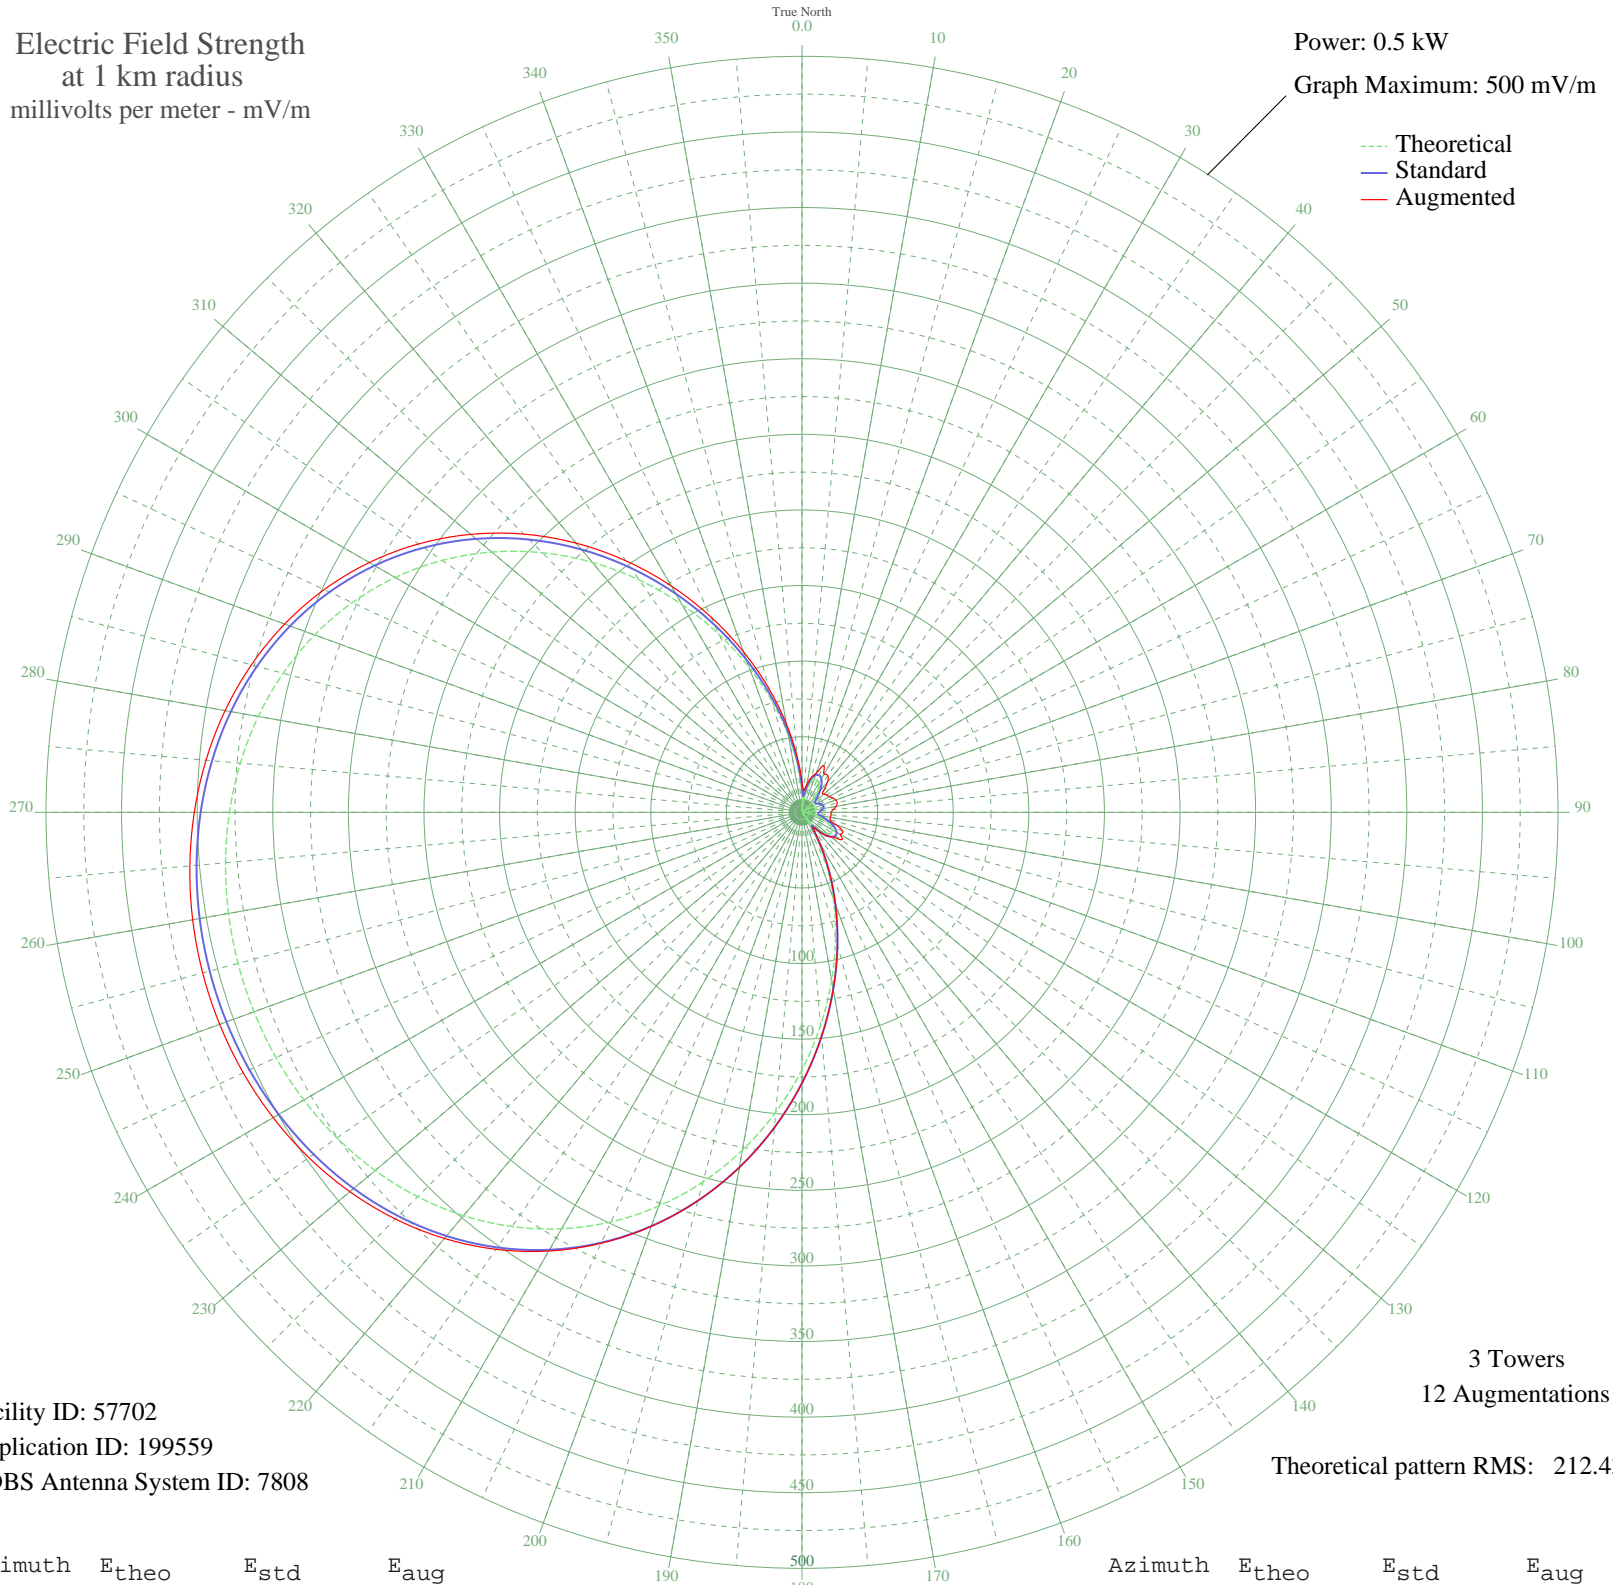 True North
0.0
Electric Field Strength
at 1 km radius
millivolts per meter - mV/m
Power: 0.5 kW
Graph Maximum: 500 mV/m
Theoretical
Standard
Augmented
10
20
30
40
50
60
70
80
90
100
110
120
130
140
150
160
170
190
200
210
220
230
240
250
260
270
280
290
300
310
320
330
340
350
100
150
200
250
300
350
400
450
500
3 Towers
12 Augmentations
Theoretical pattern RMS: 212.4
cility ID: 57702
plication ID: 199559
DBS Antenna System ID: 7808
imuth Etheo Estd Eaug
Azimuth Etheo Estd Eaug